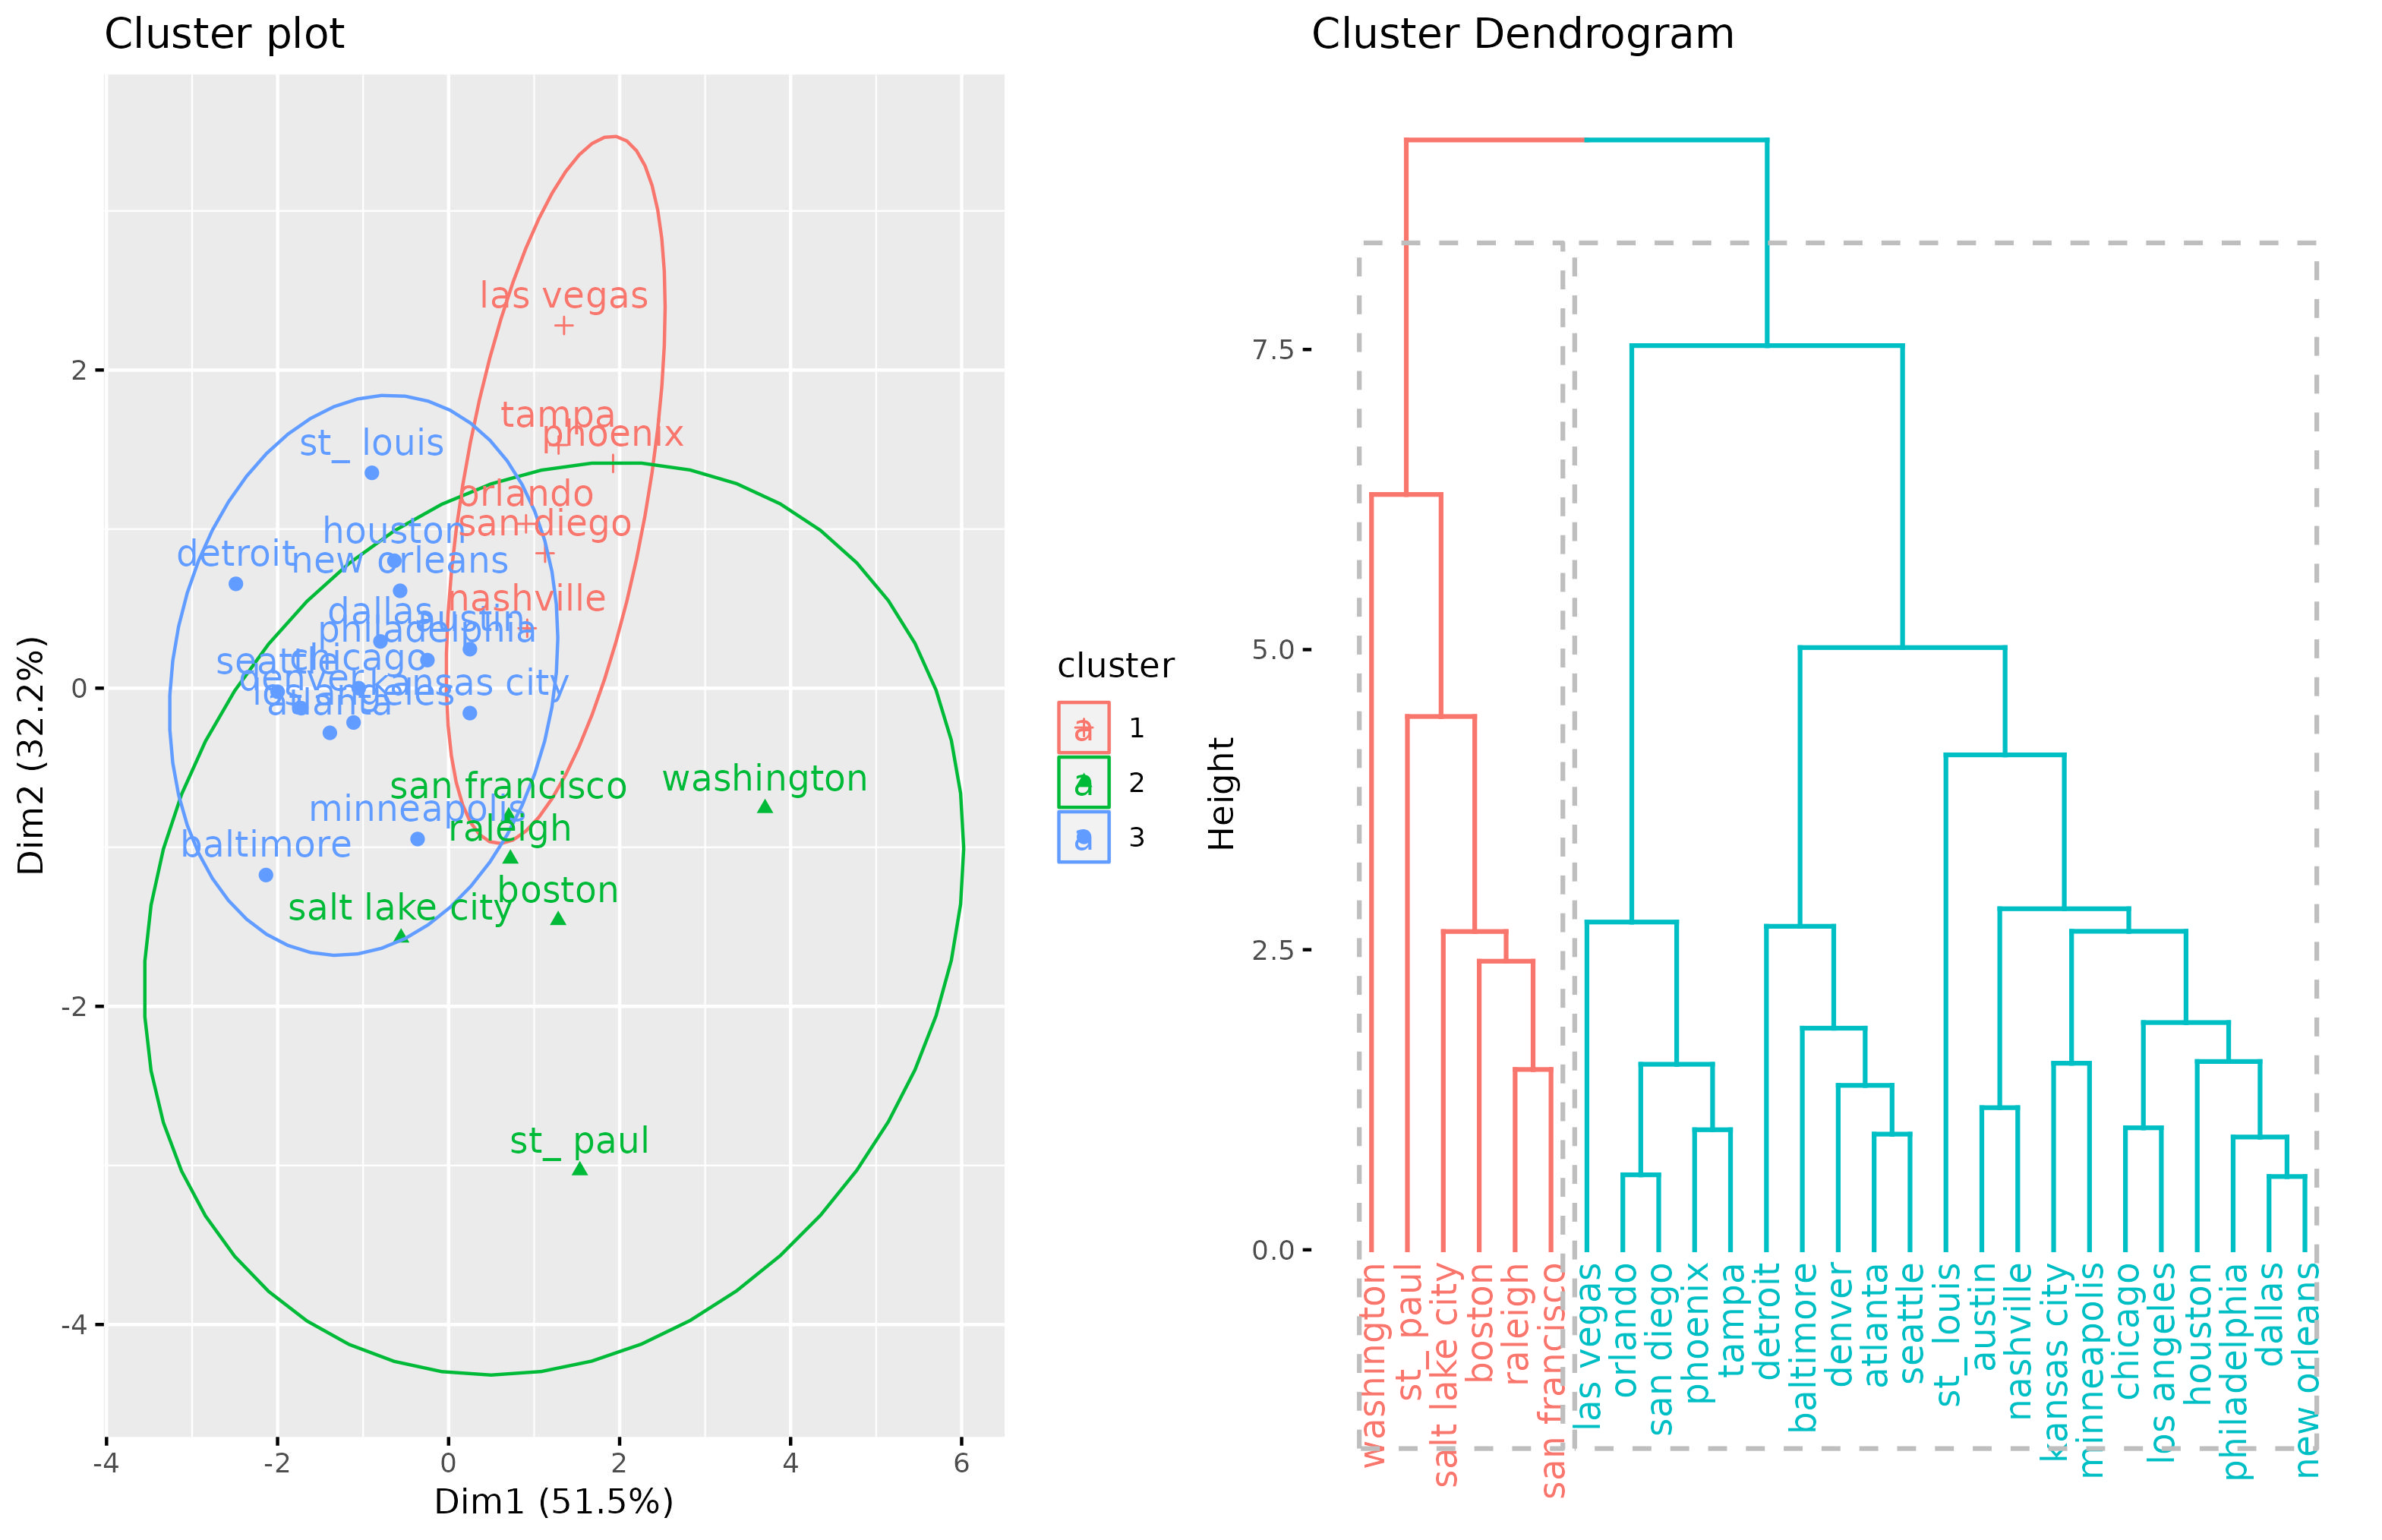 Cluster plot
las vegas
tampa
phoenix
st_ louis
orlando
san diego
houston
detroit
new orleans
nashville
dallas
austin
philadelphia
seattle
chicago
denver
kansas city
los angeles
atlanta
san francisco
washington
minneapolis
raleigh
baltimore
boston
salt lake city
st_ paul
2
0
-2
-4
-4
-2
0
2
4
6
Dim1 (51.5%)
Dim2 (32.2%)
cluster
a 1
a 2
a 3
Cluster Dendrogram
Height
7.5
5.0
2.5
0.0
washington
st_ paul
salt lake city
boston
raleigh
san francisco
las vegas
orlando
san diego
phoenix
tampa
detroit
baltimore
denver
atlanta
seattle
st_ louis
austin
nashville
kansas city
minneapolis
chicago
los angeles
houston
philadelphia
dallas
new orleans